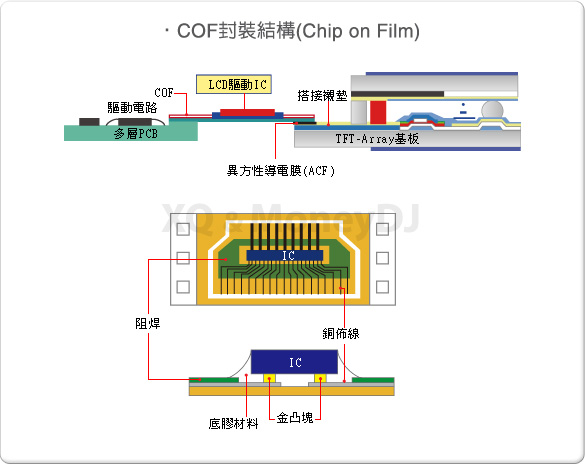 ·COF封裝結構(Chip on Film)
LCD驅動IC
COF
搭接襯墊
驅動電路
多層PCB
TFT-Array基板
異方性導電膜(ACF)
XQ & MoneyDJ
IC
阻焊
銅佈線
IC
底膠材料
金凸塊